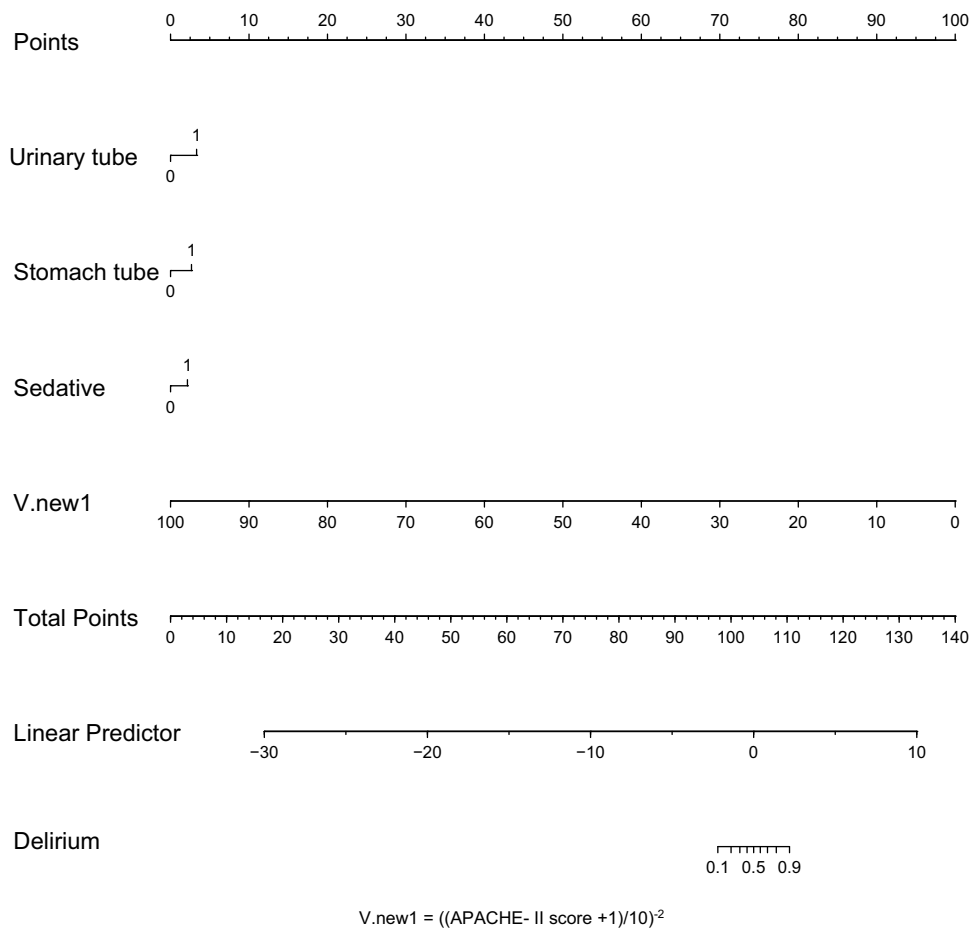 0 10 20 30 40 50 60 70 80 90 100
Points
1
Urinary tube
0
1
Stomach tube
0
1
Sedative
0
V.new1
100 90 80 70 60 50 40 30 20 10 0
Total Points
0 10 20 30 40 50 60 70 80 90 100 110 120 130 140
Linear Predictor
−30 −20 −10 0 10
Delirium
0.1 0.5 0.9
V.new1 = ((APACHE- II score +1)/10)⁻²